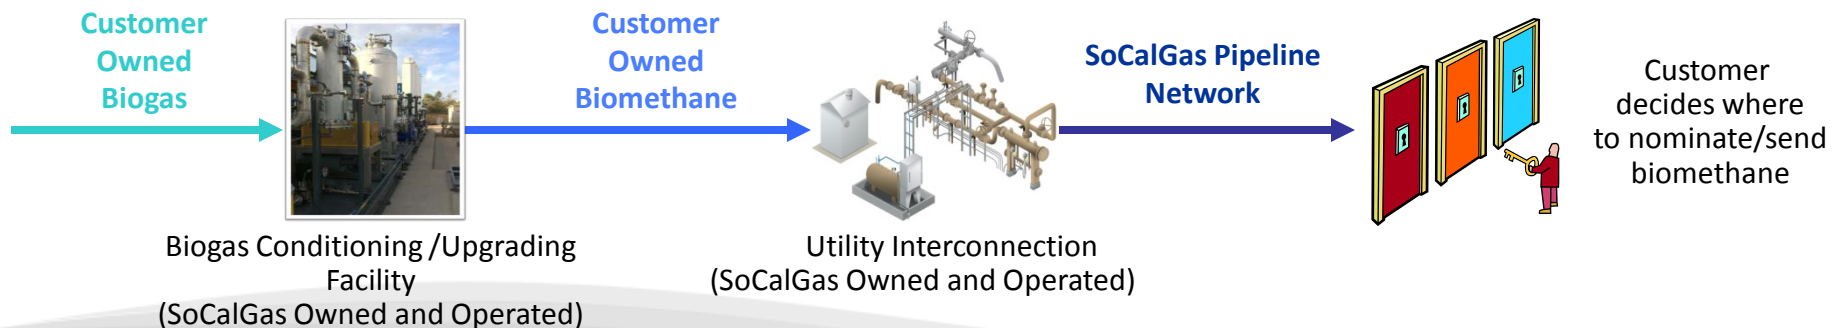 Customer
Owned
Biogas
Customer
Owned
Biomethane
SoCalGas Pipeline
Network
Customer
decides where
to nominate/send
biomethane
Biogas Conditioning /Upgrading
Facility
(SoCalGas Owned and Operated)
Utility Interconnection
(SoCalGas Owned and Operated)